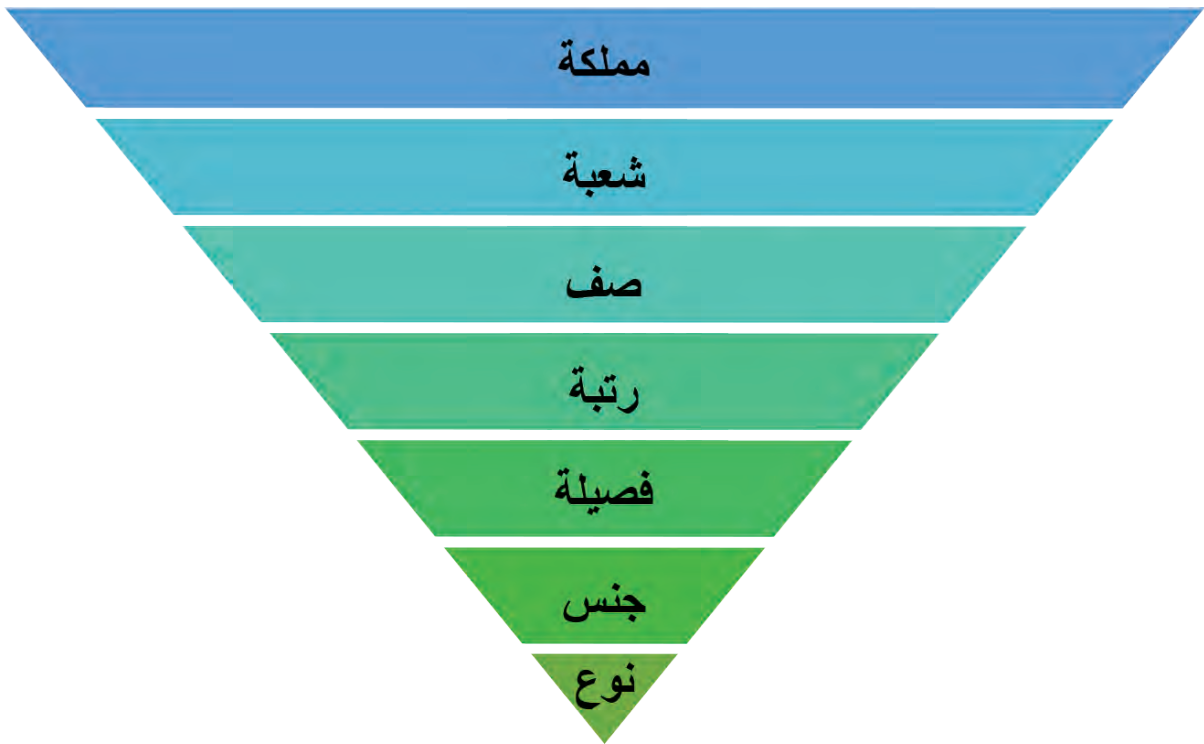 مملكة
شعبة
صف
رتبة
فصيلة
جنس
نوع